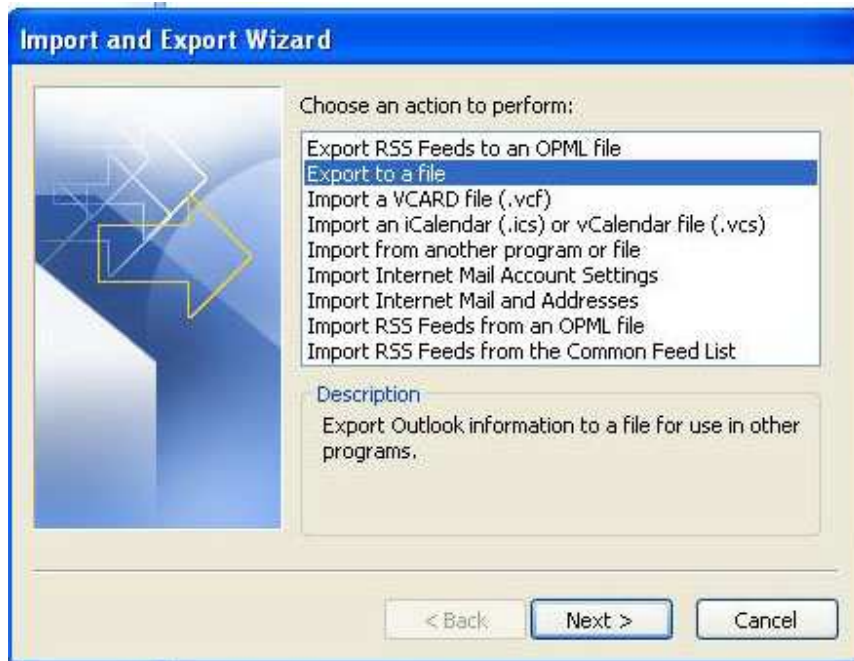 Import and Export Wizard
Choose an action to perform:
Export RSS Feeds to an OPML file
Export to a file
Import a VCARD file (.vcf)
Import an iCalendar (.ics) or vCalendar file (.vcs)
Import from another program or file
Import Internet Mail Account Settings
Import Internet Mail and Addresses
Import RSS Feeds from an OPML file
Import RSS Feeds from the Common Feed List
Description
Export Outlook information to a file for use in other
programs.
< Back Next > Cancel